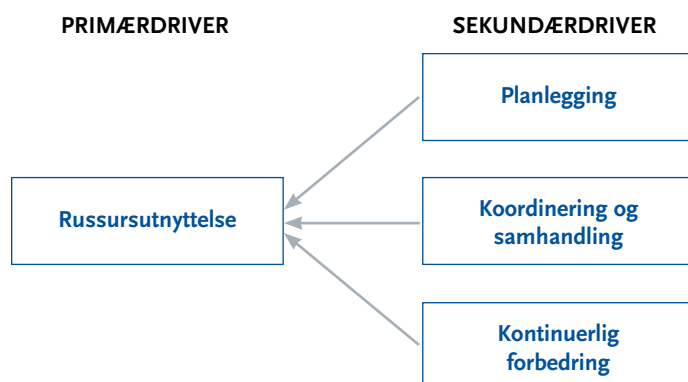 PRIMÆRDRIVER
SEKUNDÆRDRIVER
Planlegging
Russursutnyttelse
Koordinering og
samhandling
Kontinuerlig
forbedring